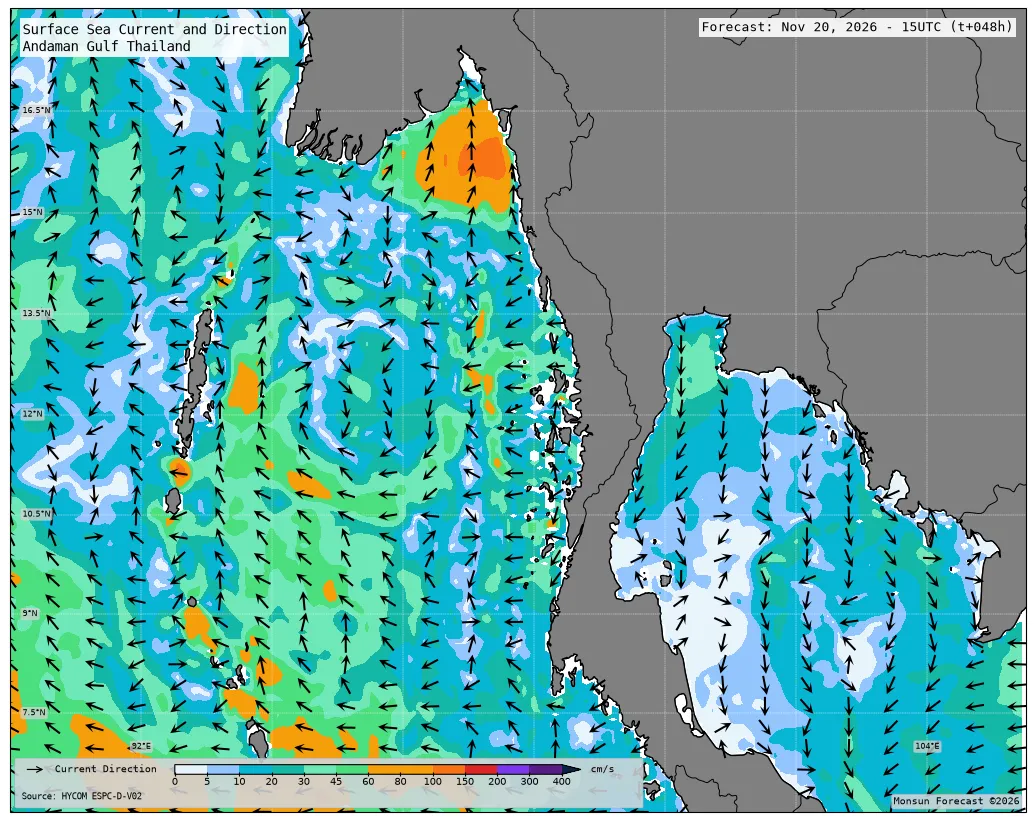 Surface Sea Current and Direction
Andaman Gulf Thailand
Forecast: Nov 20, 2026 - 15UTC (t+048h)
16.5°N
15°N
13.5°N
12°N
10.5°N
9°N
7.5°N
92°E
104°E
Current Direction
0 5 10 20 30 45 60 80 100 150 200 300 400
cm/s
Source: HYCOM ESPC-D-V02
Monsun Forecast ©2026